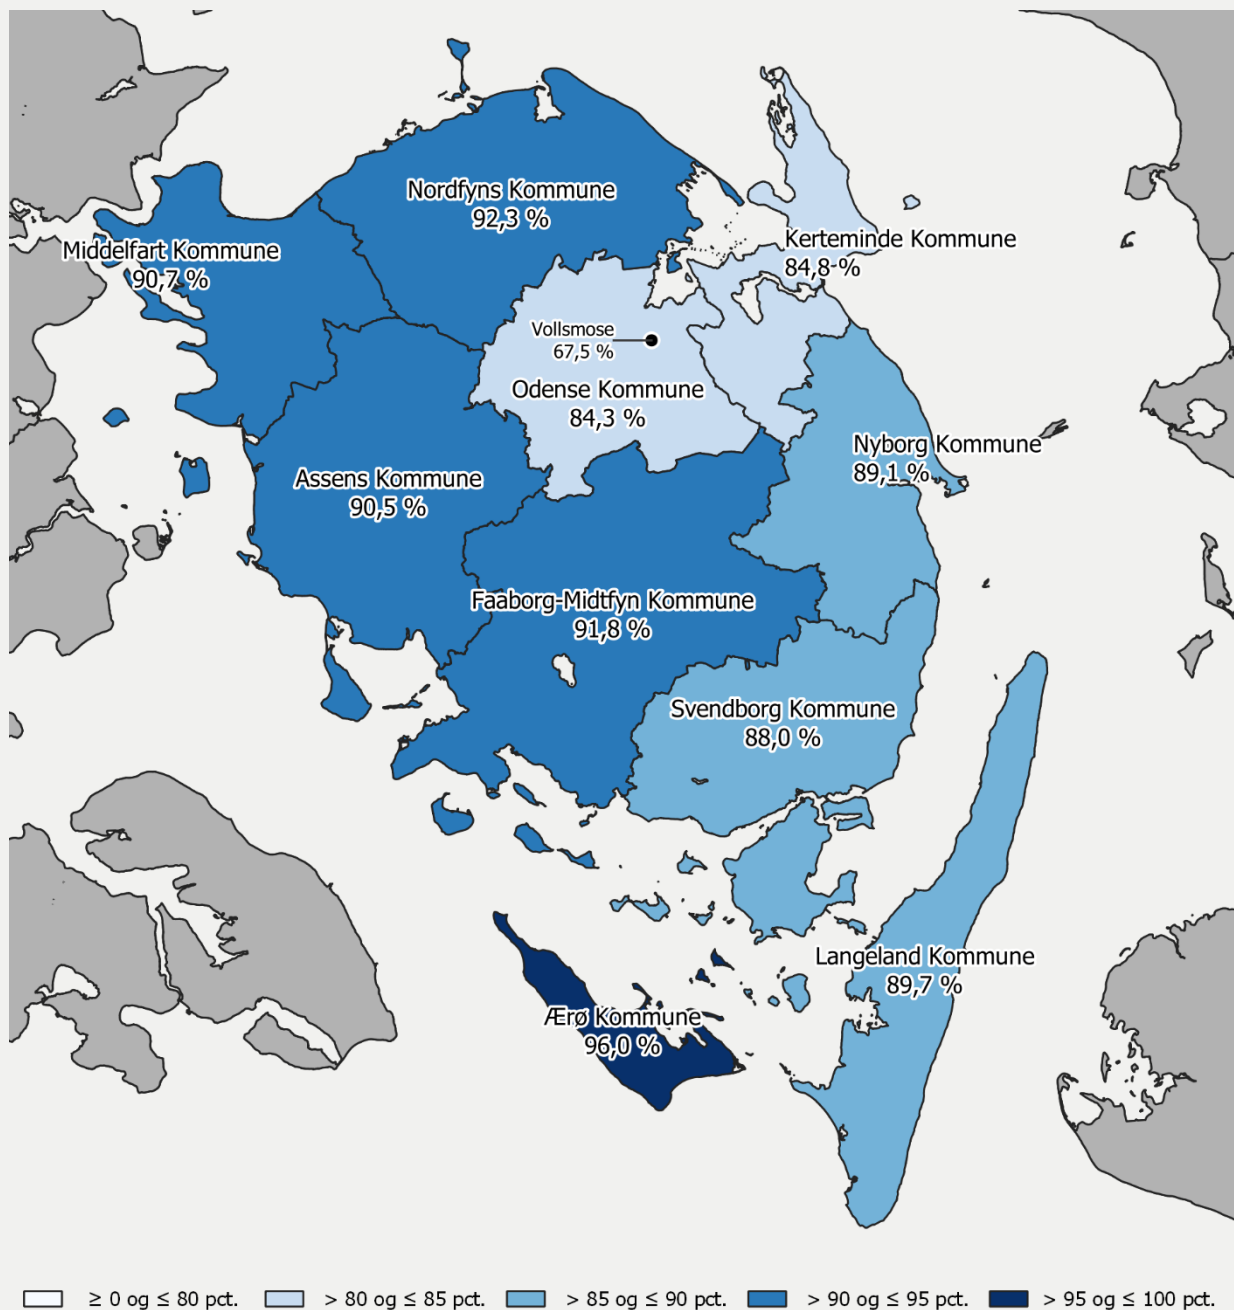 Nordfyns Kommune
92,3 %
Middelfart Kommune
90,7 %
Kerteminde Kommune
84,8 %
Vollsmose
67,5 %
Odense Kommune
84,3 %
Nyborg Kommune
89,1 %
Assens Kommune
90,5 %
Faaborg-Midtfyn Kommune
91,8 %
Svendborg Kommune
88,0 %
Langeland Kommune
89,7 %
Ærø Kommune
96,0 %
≥ 0 og ≤ 80 pct.
> 80 og ≤ 85 pct.
> 85 og ≤ 90 pct.
> 90 og ≤ 95 pct.
> 95 og ≤ 100 pct.